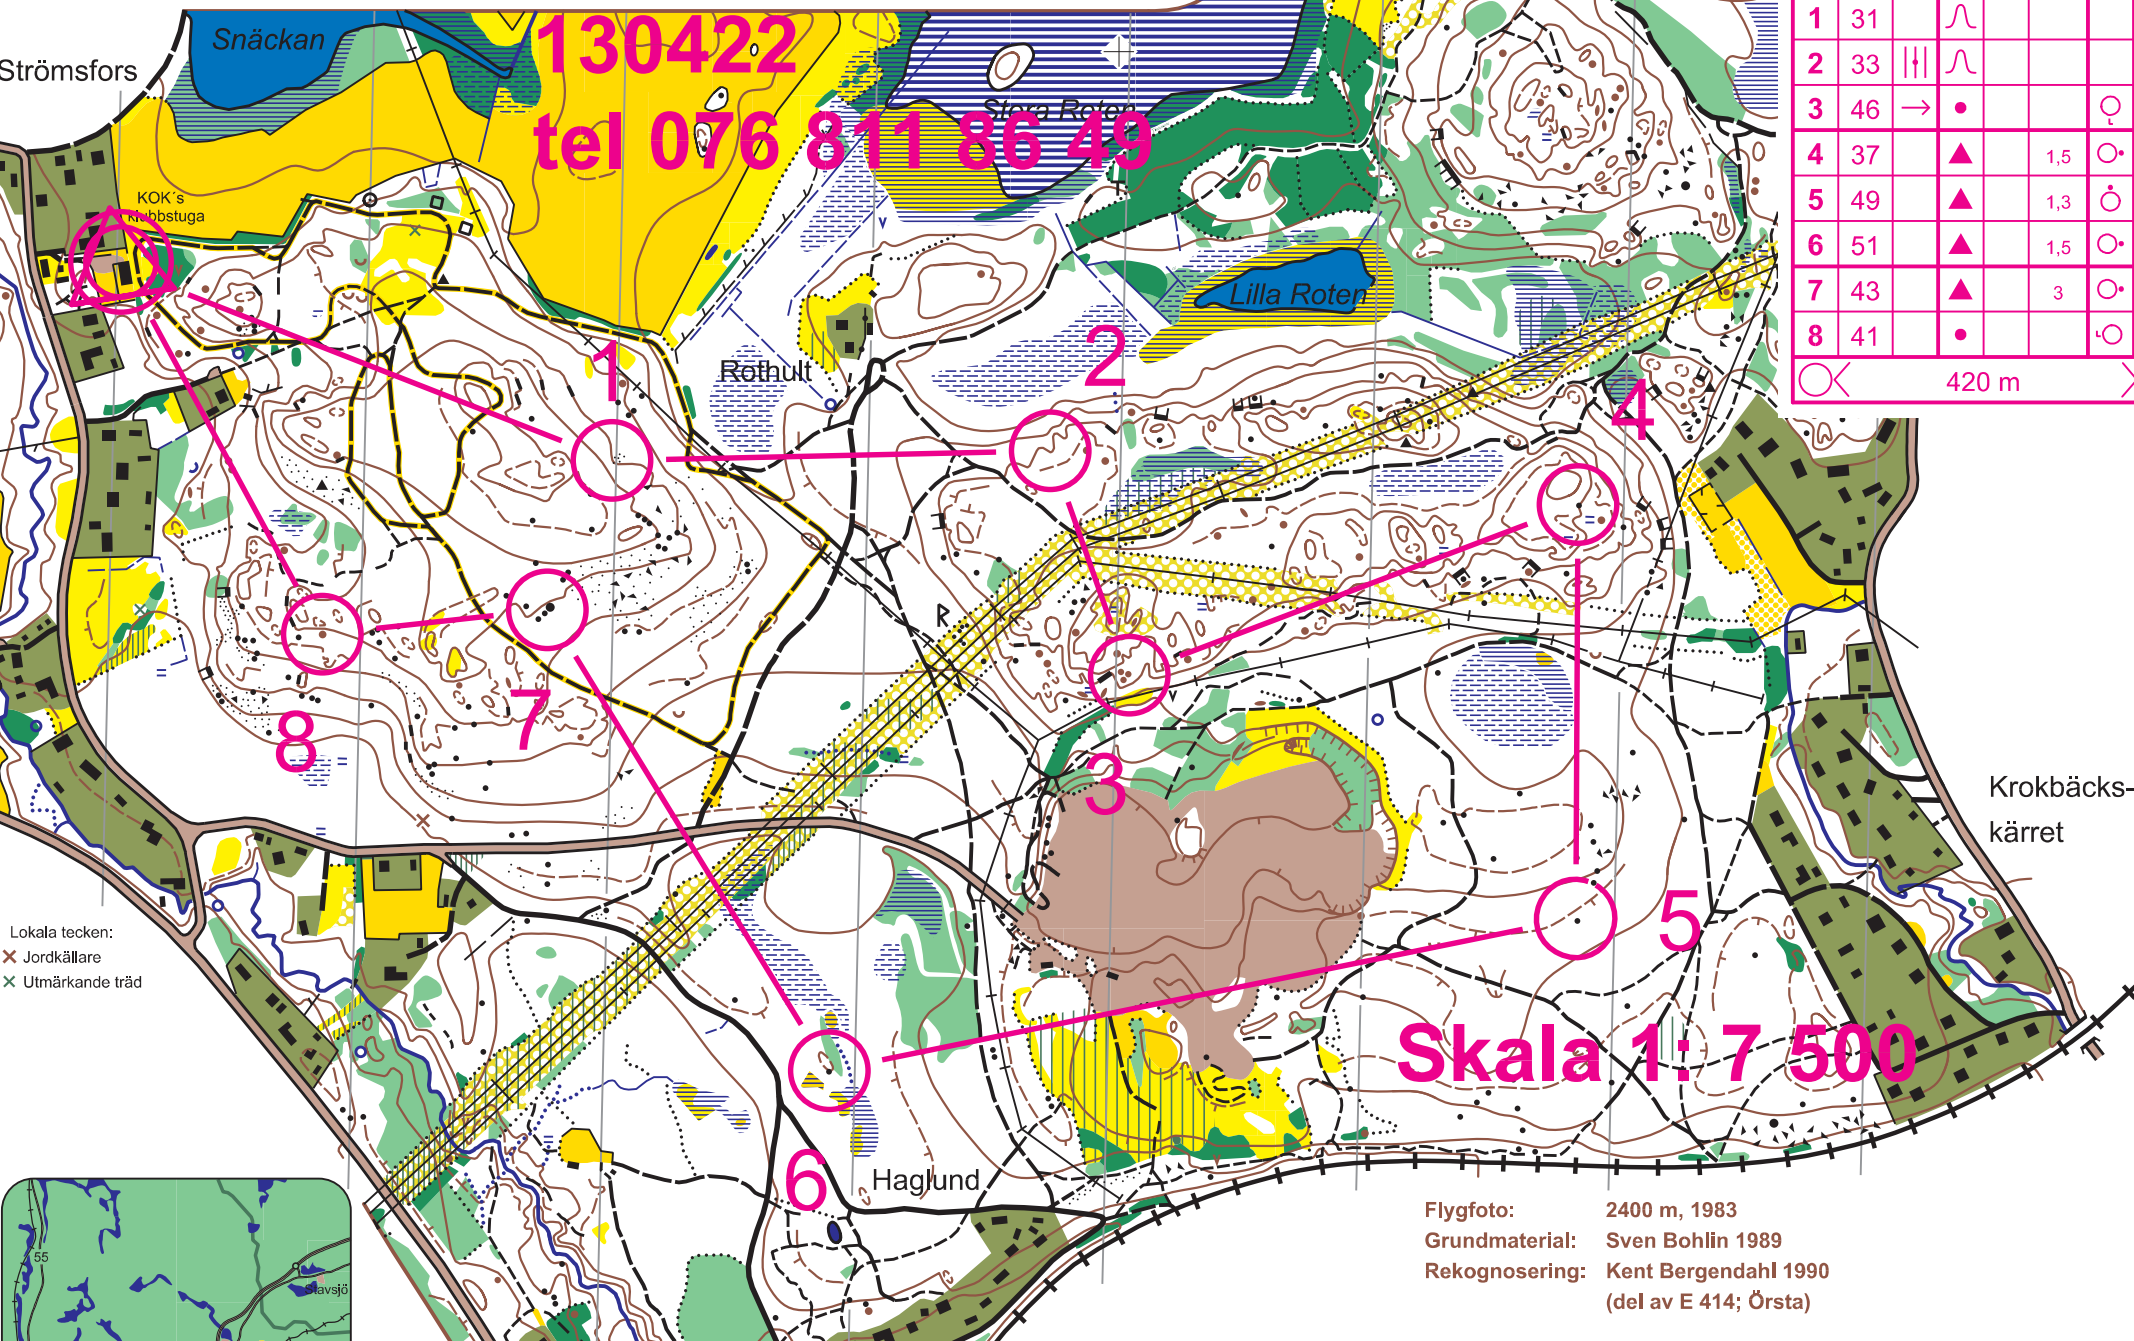 130422
tel 076 811 86 49
Snäckan
Strömsfors
Stora Roten
KOK´s
klubbstuga
Lilla Roten
Rothult
1 31
2 33
3 46
4 37 1,5
5 49 1,3
6 51 1,5
7 43 3
8 41
420 m
1
2
3
4
5
6
7
8
Krokbäcks-
kärret
Lokala tecken:
Jordkällare
Utmärkande träd
Skala 1: 7 500
Haglund
55
Slavsjö
Flygfoto: 2400 m, 1983
Grundmaterial: Sven Bohlin 1989
Rekognosering: Kent Bergendahl 1990
(del av E 414; Örsta)